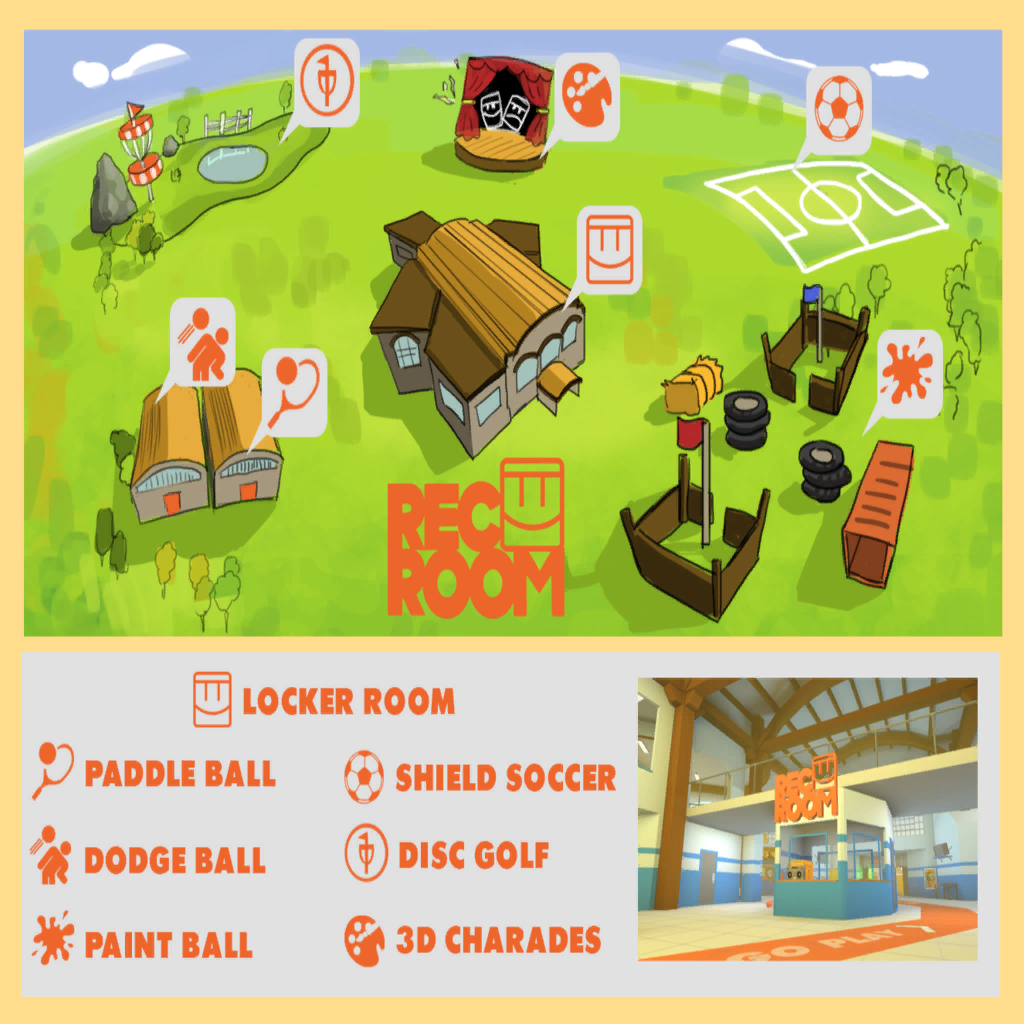 REC
ROOM
LOCKER ROOM
PADDLE BALL
SHIELD SOCCER
DODGE BALL
DISC GOLF
PAINT BALL
3D CHARADES
REC
ROOM
GO PLAY